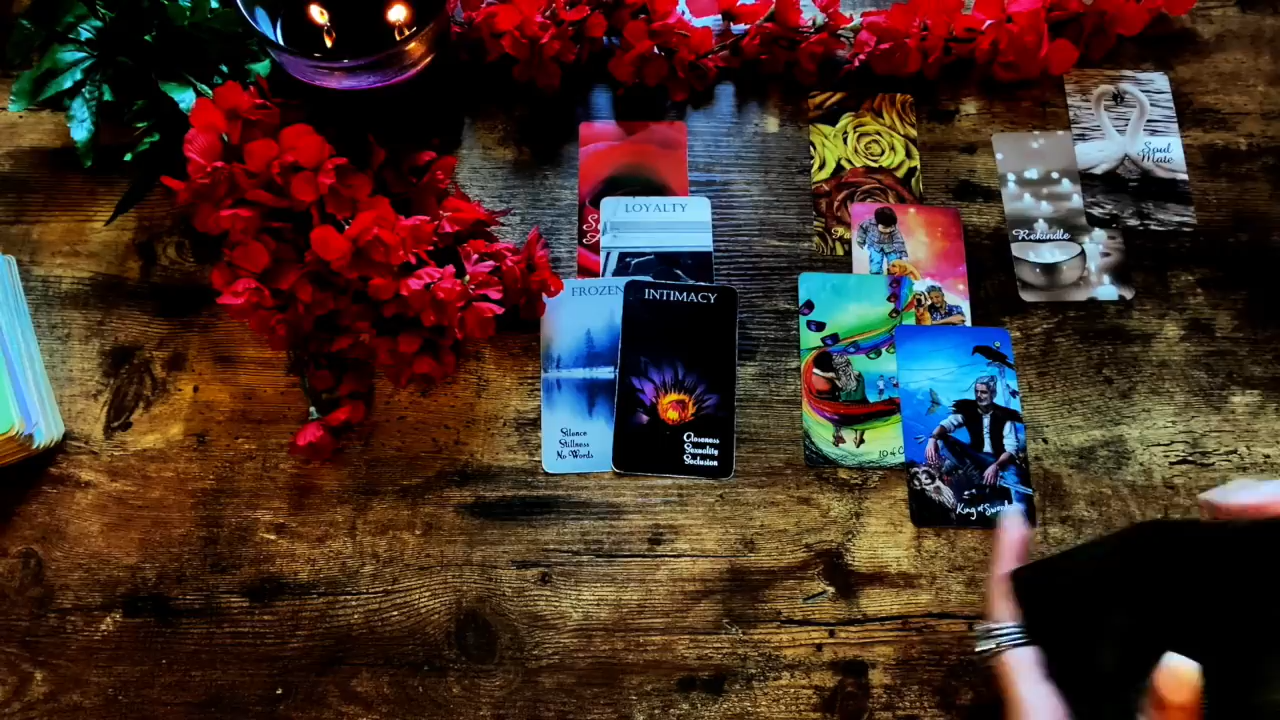 Soul
Mate
Rekindle
LOYALTY
FROZEN
INTIMACY
Silence
Stillness
No Words
Closeness
Sexuality
Seclusion
King of Swords